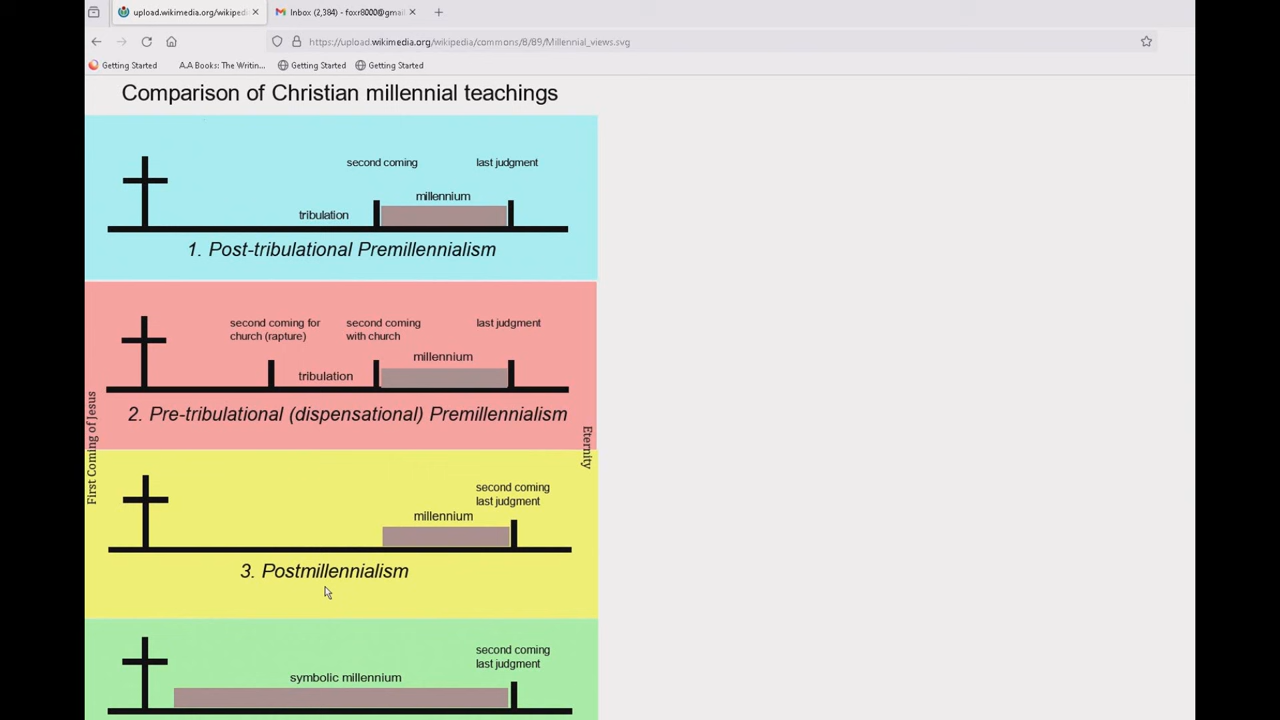 upload.wikimedia.org/wikipedi
Inbox (2,384) - foxr8000@gmail
https://upload.wikimedia.org/wikipedia/commons/8/89/Millennial_views.svg
Getting Started
A.A Books: The Writin...
Getting Started
Getting Started
Comparison of Christian millennial teachings
second coming
last judgment
millennium
tribulation
1. Post-tribulational Premillennialism
second coming for
church (rapture)
second coming
with church
last judgment
millennium
tribulation
2. Pre-tribulational (dispensational) Premillennialism
First Coming of Jesus
Eternity
second coming
last judgment
millennium
3. Postmillennialism
second coming
last judgment
symbolic millennium